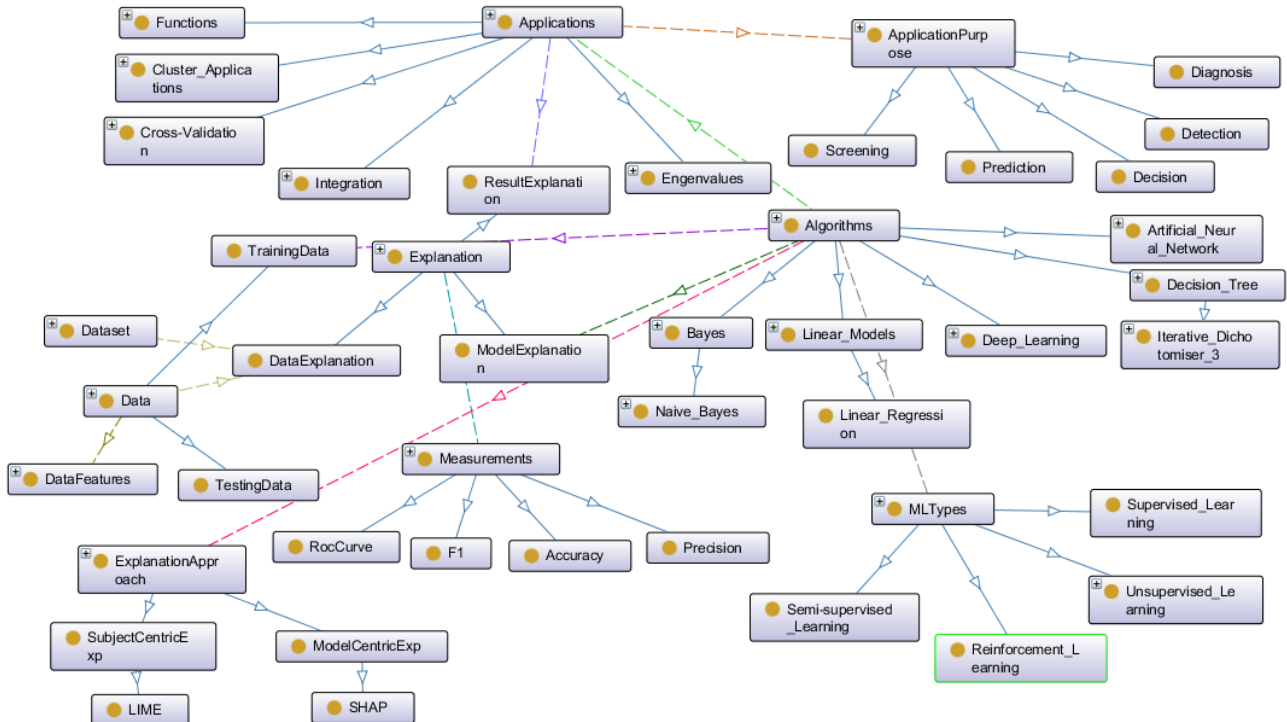 Functions
Applications
ApplicationPurpo
se
Cluster_Applica
tions
Diagnosis
Cross-Validatio
n
Detection
Screening
Prediction
Decision
Integration
ResultExplanati
on
Engenvalues
Algorithms
Artificial_Neur
al_Network
TrainingData
Explanation
Decision_Tree
Dataset
DataExplanation
ModelExplanatio
n
Bayes
Linear_Models
Deep_Learning
Iterative_Dicho
tomiser_3
Data
Naive_Bayes
Linear_Regressi
on
DataFeatures
TestingData
Measurements
MLTypes
Supervised_Lear
ning
RocCurve
F1
Accuracy
Precision
ExplanationAppr
oach
Semi-supervised
_Learning
Unsupervised_Le
arning
SubjectCentricE
xp
ModelCentricExp
Reinforcement_L
earning
LIME
SHAP